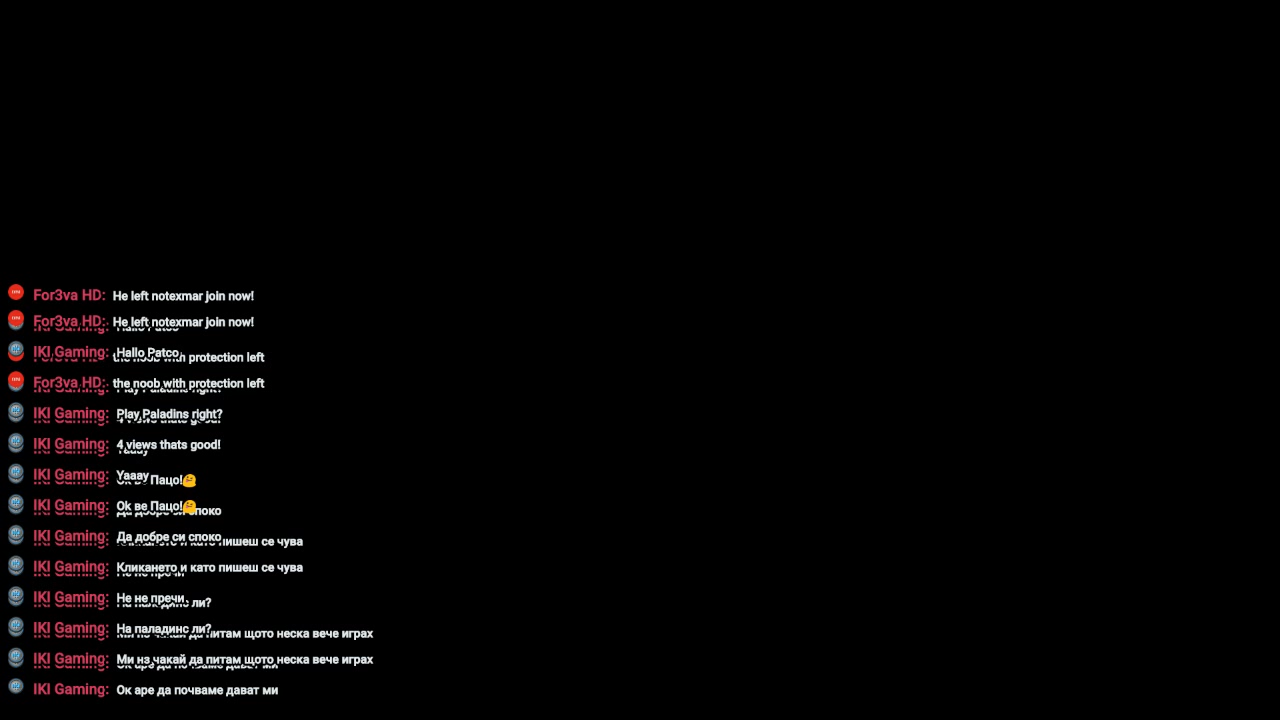 For3va HD: He left notexmar join now!
For3va HD: He left notexmar join now!
IKI Gaming: Hallo Patco
For3va HD: the noob with protection left
IKI Gaming: Play Paladins right?
IKI Gaming: 4 views thats good!
IKI Gaming: Yaaay
IKI Gaming: Ok ве Пацо!🤗
IKI Gaming: Да добре си споко
IKI Gaming: Кликането и като пишеш се чува
IKI Gaming: Не не пречи
IKI Gaming: На паладинс ли?
IKI Gaming: Ми нз чакай да питам щото неска вече играх
IKI Gaming: Ок аре да почваме дават ми